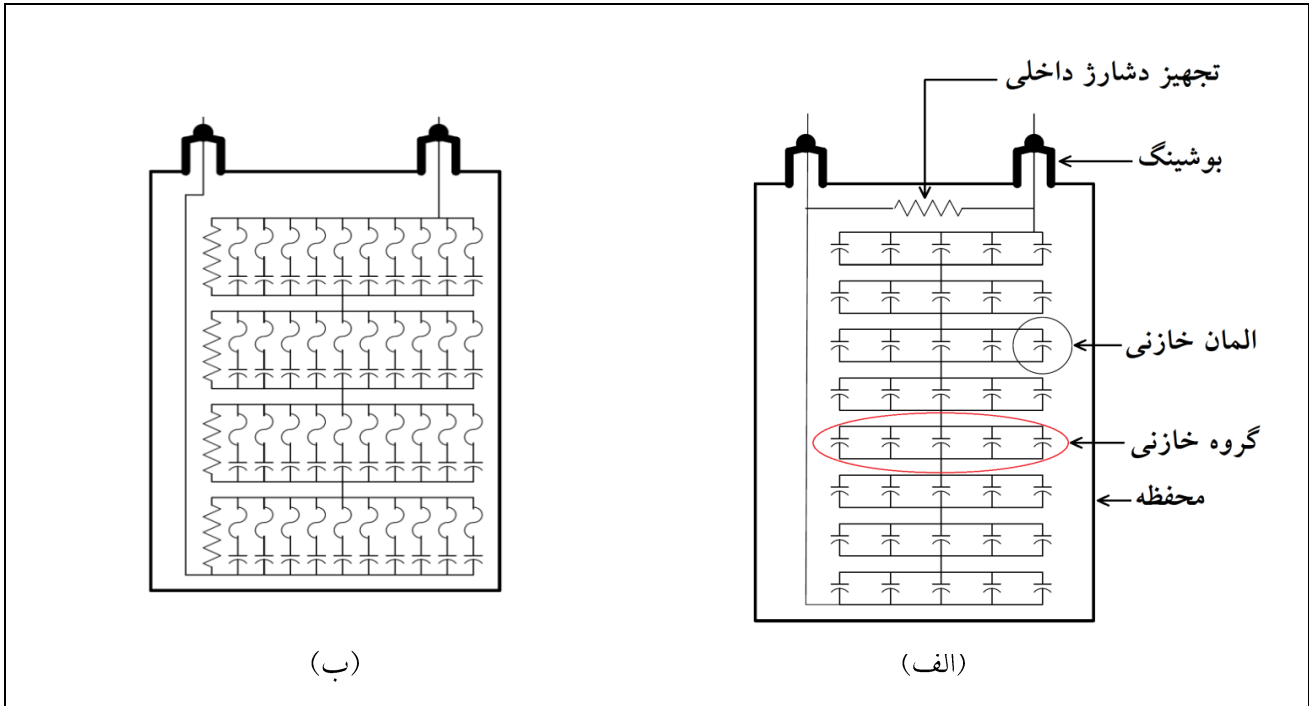 تجهیز دشارژ داخلی
بوشینگ
المان خازنی
گروه خازنی
محفظه
(الف)
(ب)